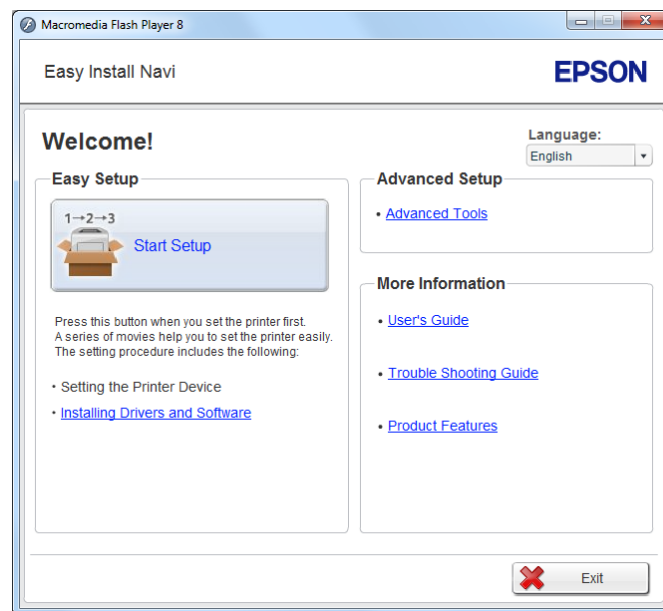 Macromedia Flash Player 8
Easy Install Navi
EPSON
Welcome!
Language:
English
Easy Setup
1→2→3
Start Setup
Press this button when you set the printer first.
A series of movies help you to set the printer easily.
The setting procedure includes the following:
• Setting the Printer Device
• Installing Drivers and Software
Advanced Setup
• Advanced Tools
More Information
• User's Guide
• Trouble Shooting Guide
• Product Features
Exit